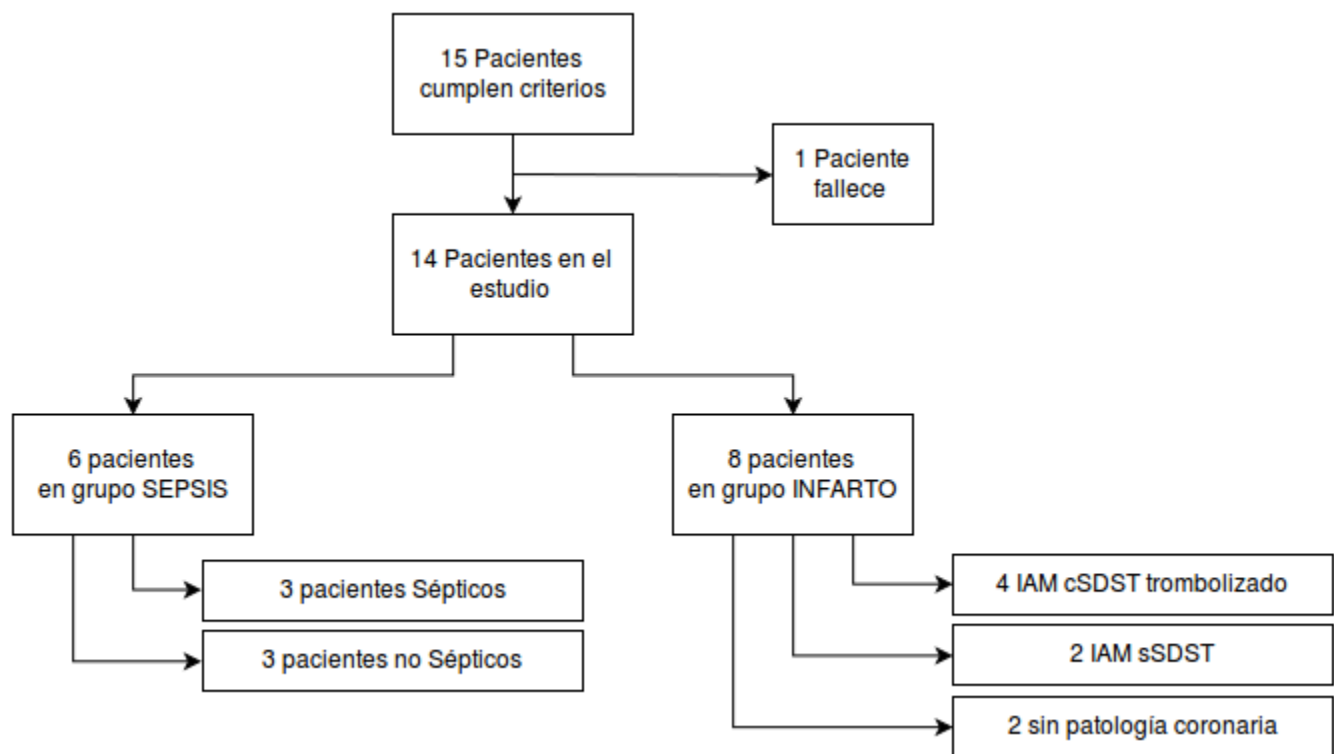 15 Pacientes
cumplen criterios
1 Paciente
fallece
14 Pacientes en el
estudio
6 pacientes
en grupo SEPSIS
8 pacientes
en grupo INFARTO
3 pacientes Sépticos
3 pacientes no Sépticos
4 IAM cSDST trombolizado
2 IAM sSDST
2 sin patología coronaria